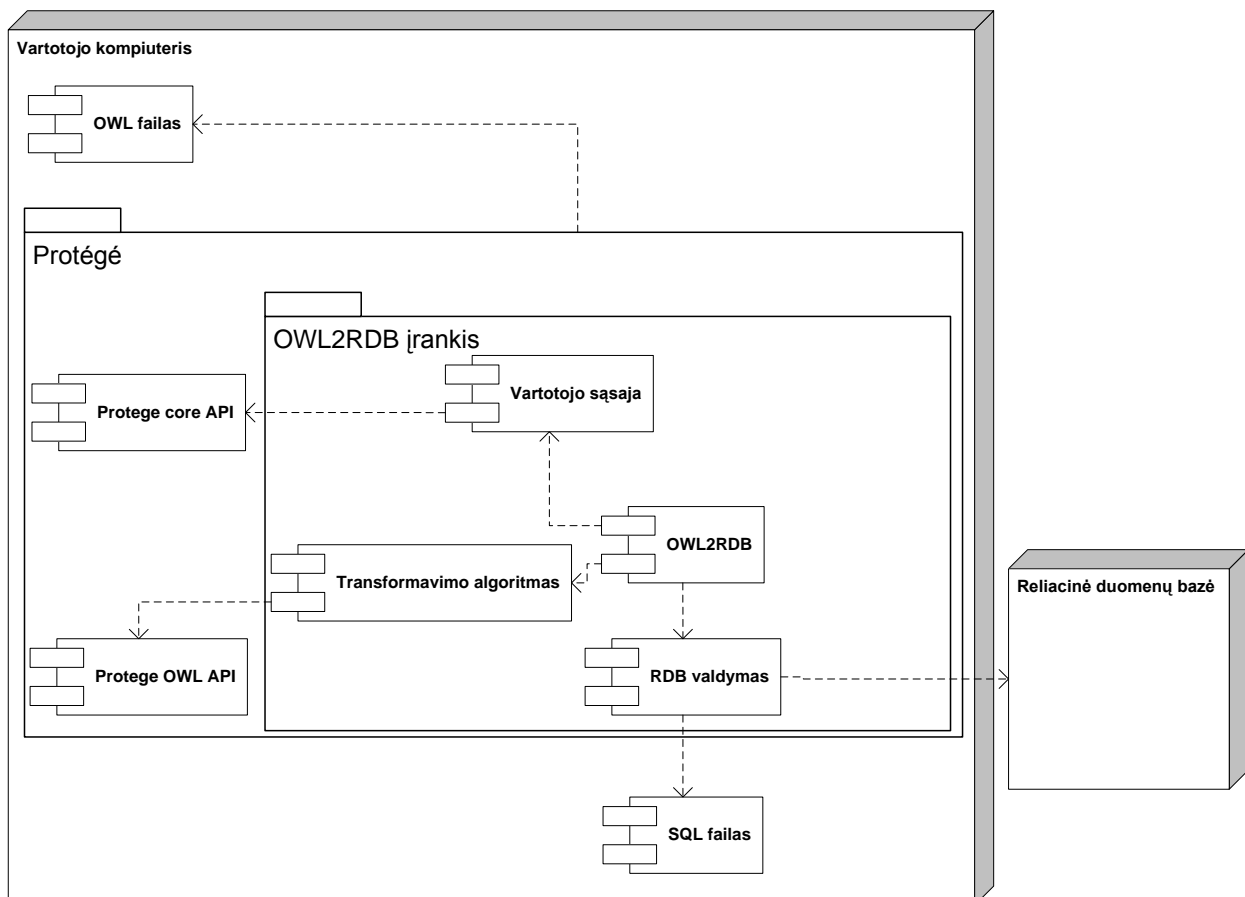 Vartotojo kompiuteris
OWL failas
Protégé
OWL2RDB įrankis
Vartotojo sąsaja
Protege core API
OWL2RDB
Transformavimo algoritmas
Reliacinė duomenų bazė
Protege OWL API
RDB valdymas
SQL failas